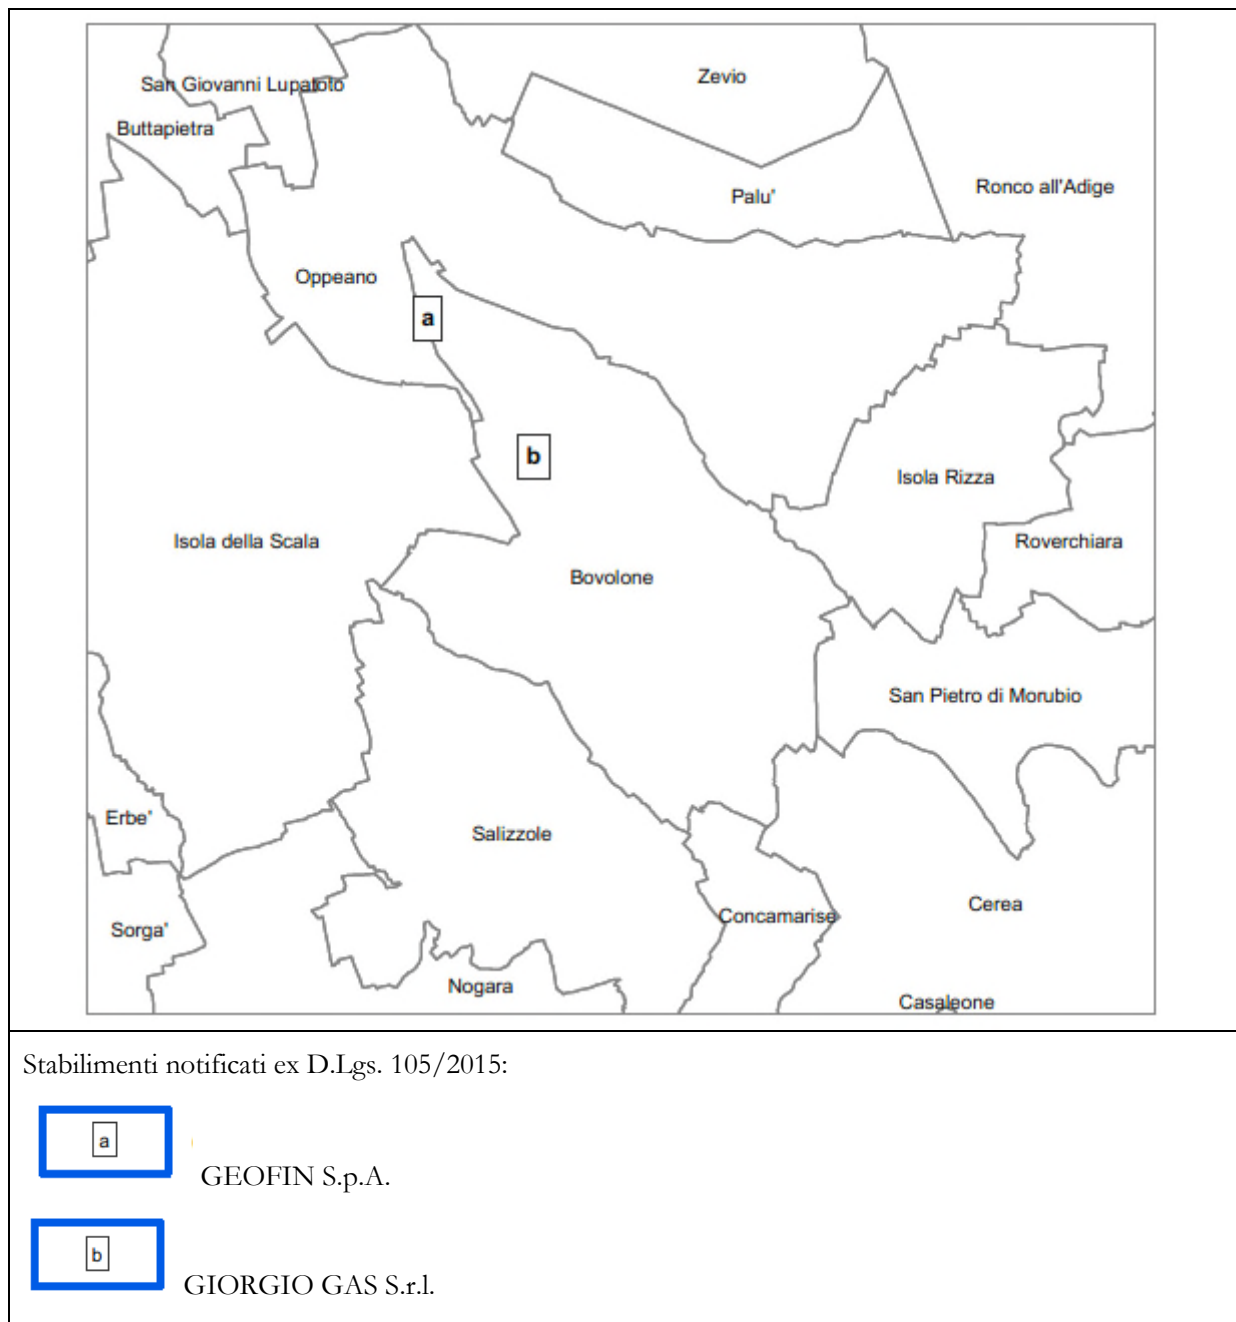 Zevio
San Giovanni Lupatoto
Buttapietra
Ronco all'Adige
Palu'
Oppeano
a
b
Isola Rizza
Isola della Scala
Roverchiara
Bovolone
San Pietro di Morubio
Erbe'
Salizzole
Cerea
Concamarise
Sorga'
Nogara
Casaleone
Stabilimenti notificati ex D.Lgs. 105/2015:
a
GEOFIN S.p.A.
b
GIORGIO GAS S.r.l.